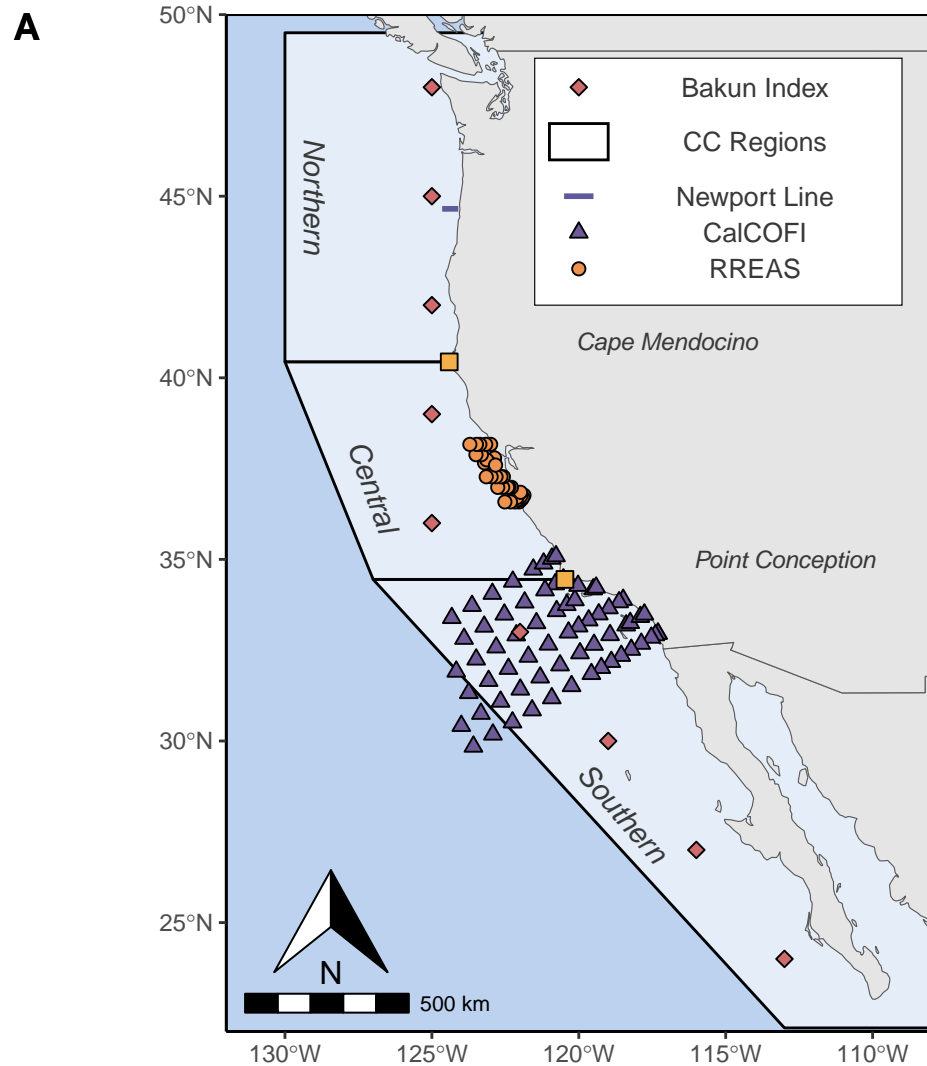 A
50°N
45°N
40°N
35°N
30°N
25°N
Bakun Index
CC Regions
Newport Line
CalCOFI
RREAS
Northern
Cape Mendocino
Central
Point Conception
Southern
N
500 km
130°W
125°W
120°W
115°W
110°W